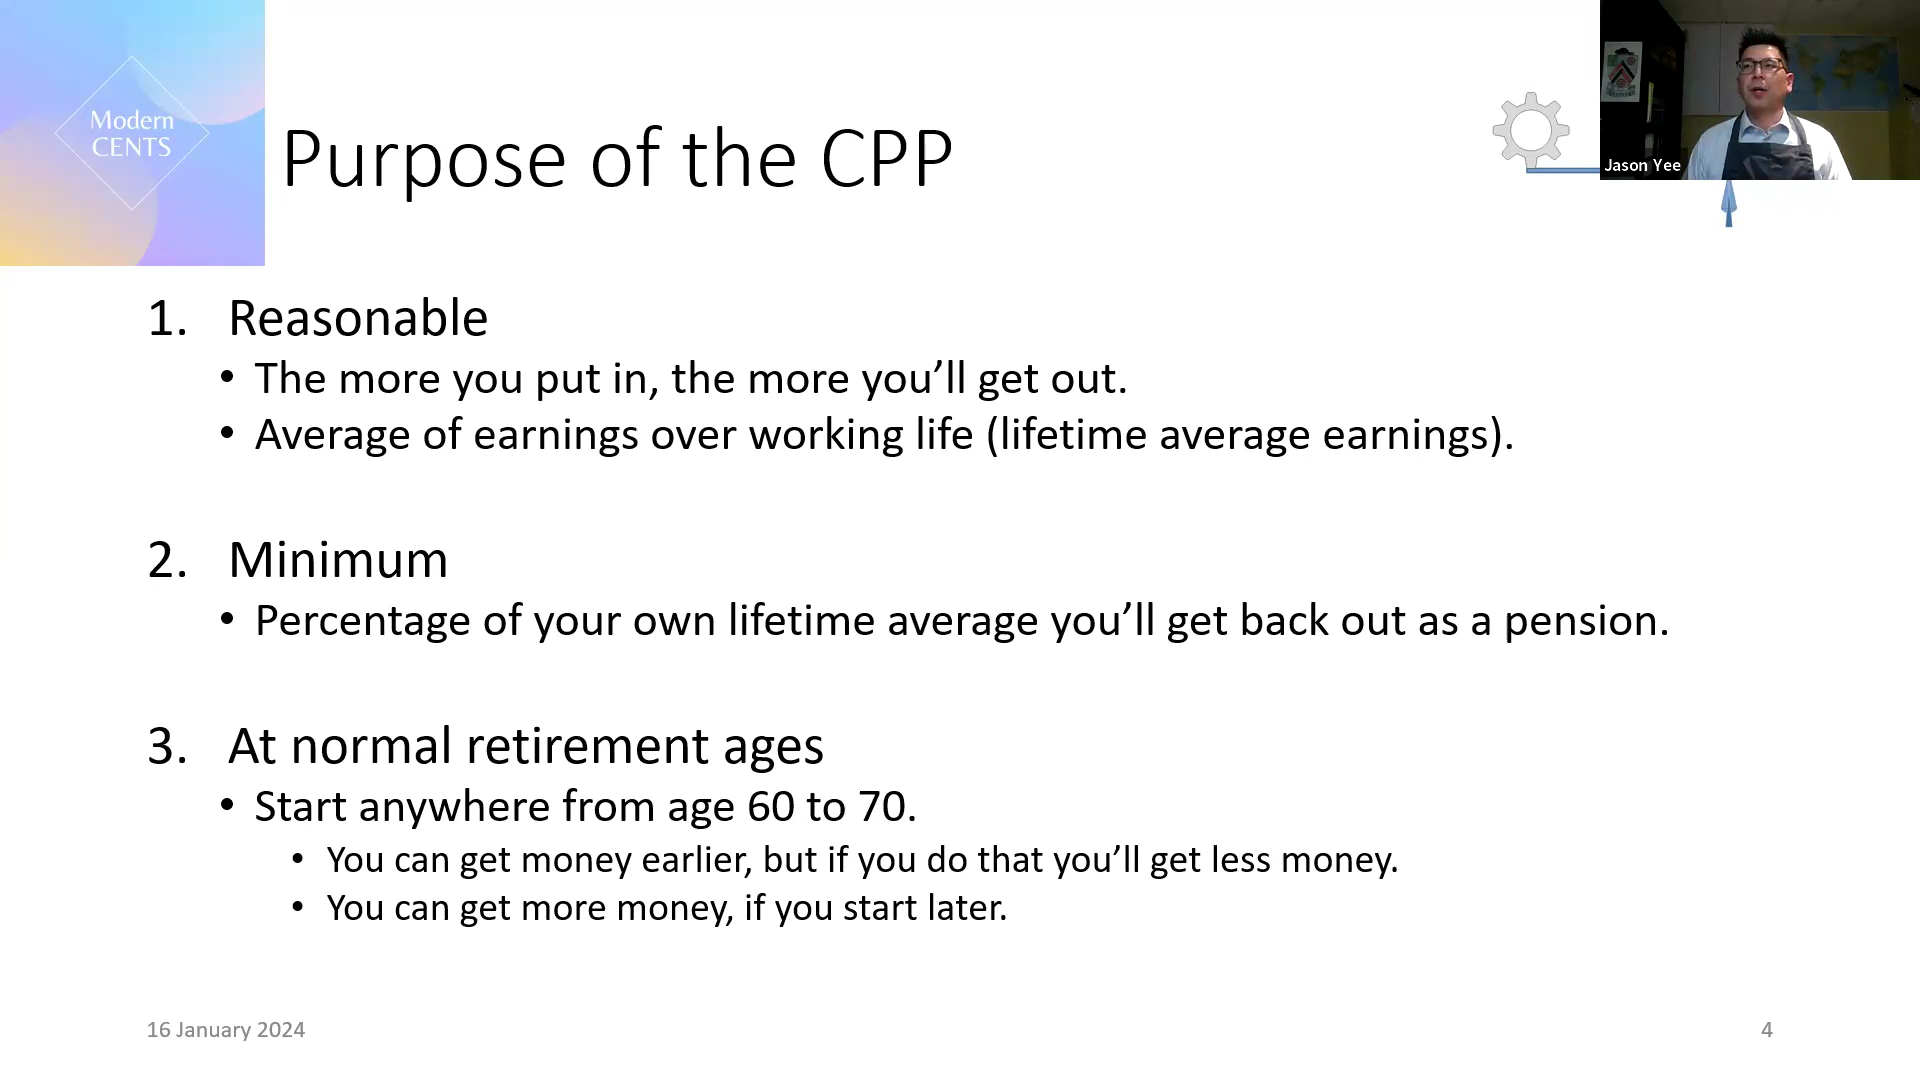 Modern
CENTS
Purpose of the CPP
Jason Yee
1. Reasonable
• The more you put in, the more you’ll get out.
• Average of earnings over working life (lifetime average earnings).
2. Minimum
• Percentage of your own lifetime average you’ll get back out as a pension.
3. At normal retirement ages
• Start anywhere from age 60 to 70.
• You can get money earlier, but if you do that you’ll get less money.
• You can get more money, if you start later.
16 January 2024
4